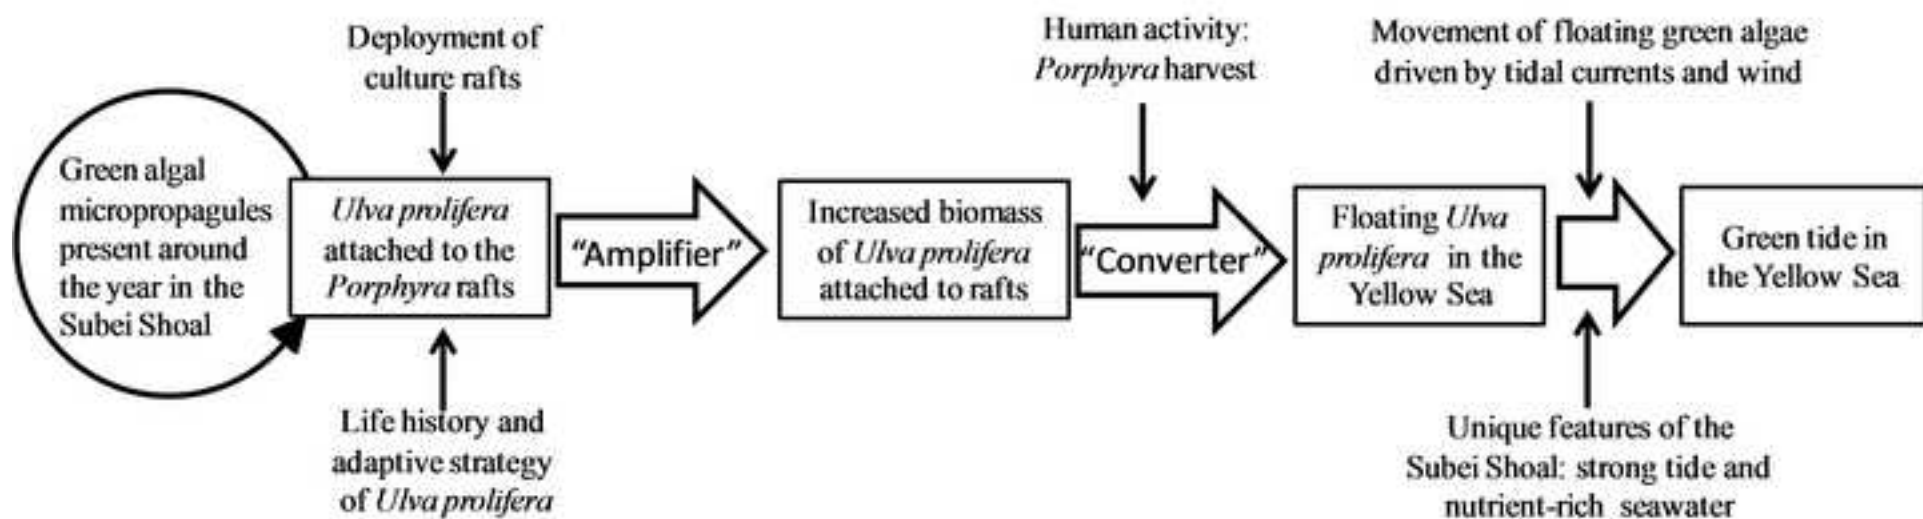 Deployment of
culture rafts
Human activity:
Porphyra harvest
Movement of floating green algae
driven by tidal currents and wind
Green algal
micropropagules
present around
the year in the
Subei Shoal
Ulva prolifera
attached to the
Porphyra rafts
"Amplifier"
Increased biomass
of Ulva prolifera
attached to rafts
"Converter"
Floating Ulva
prolifera in the
Yellow Sea
Green tide in
the Yellow Sea
Life history and
adaptive strategy
of Ulva prolifera
Unique features of the
Subei Shoal: strong tide and
nutrient-rich seawater